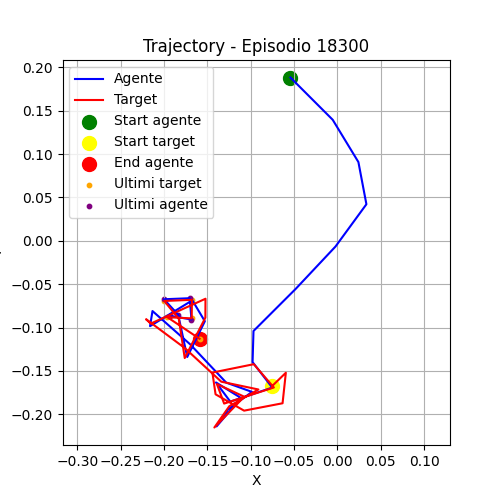 Trajectory - Episodio 18300
0.20
0.15
0.10
0.05
0.00
−0.05
−0.10
−0.15
−0.20
Agente
Target
Start agente
Start target
End agente
Ultimi target
Ultimi agente
−0.30 −0.25 −0.20 −0.15 −0.10 −0.05 0.00 0.05 0.10
X